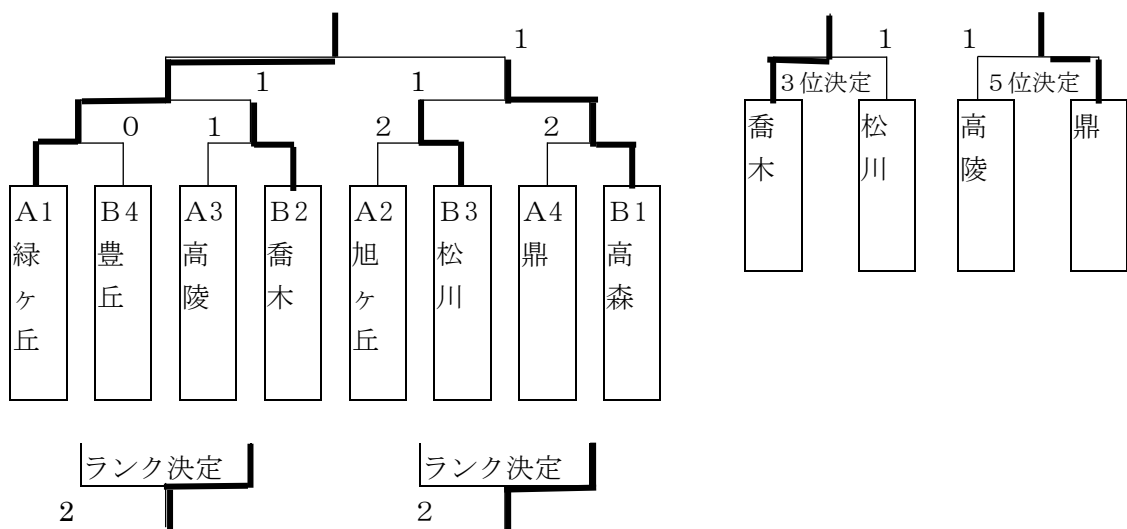 1
1
1
1
1
3位決定
5位決定
0
1
2
2
喬木
松川
高陵
鼎
A1
緑ヶ丘
B4
豊丘
A3
高陵
B2
喬木
A2
旭ヶ丘
B3
松川
A4
鼎
B1
高森
ランク決定
ランク決定
2
2